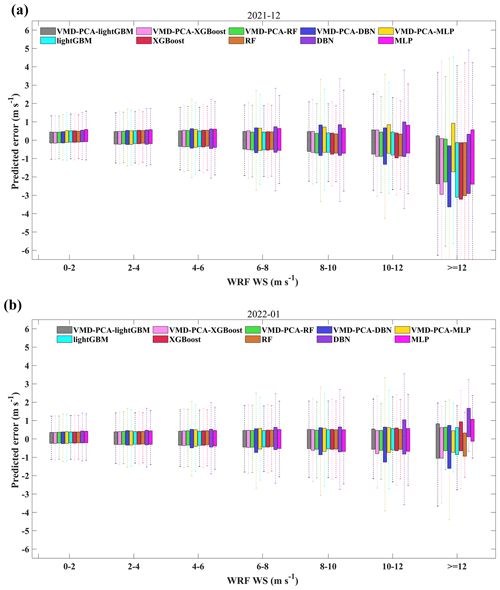 (a)
2021-12
VMD-PCA-lightGBM VMD-PCA-XGBoost VMD-PCA-RF VMD-PCA-DBN VMD-PCA-MLP
lightGBM XGBoost RF DBN MLP
Predicted error (m s-1)
6
5
4
3
2
1
0
-1
-2
-3
-4
-5
-6
0-2 2-4 4-6 6-8 8-10 10-12 >=12
WRF WS (m s-1)
(b)
2022-01
VMD-PCA-lightGBM VMD-PCA-XGBoost VMD-PCA-RF VMD-PCA-DBN VMD-PCA-MLP
lightGBM XGBoost RF DBN MLP
Predicted error (m s-1)
6
5
4
3
2
1
0
-1
-2
-3
-4
-5
-6
0-2 2-4 4-6 6-8 8-10 10-12 >=12
WRF WS (m s-1)